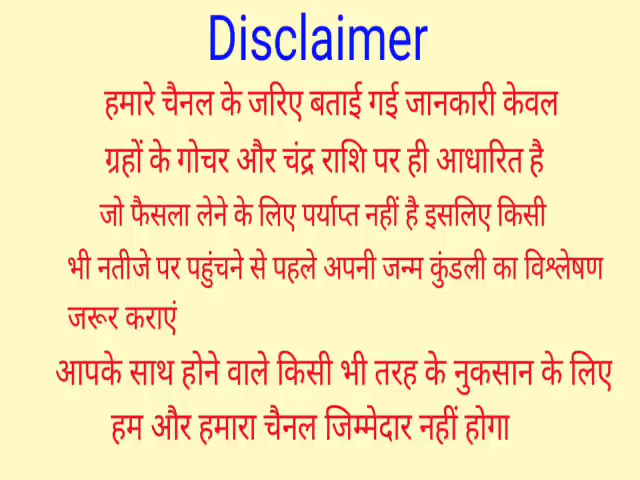 Disclaimer
हमारे चैनल के जरिए बताई गई जानकारी केवल
ग्रहों के गोचर और चंद्र राशि पर ही आधारित है
जो फैसला लेने के लिए पर्याप्त नहीं है इसलिए किसी
भी नतीजे पर पहुंचने से पहले अपनी जन्म कुंडली का विश्लेषण
जरूर कराएं
आपके साथ होने वाले किसी भी तरह के नुकसान के लिए
हम और हमारा चैनल जिम्मेदार नहीं होगा